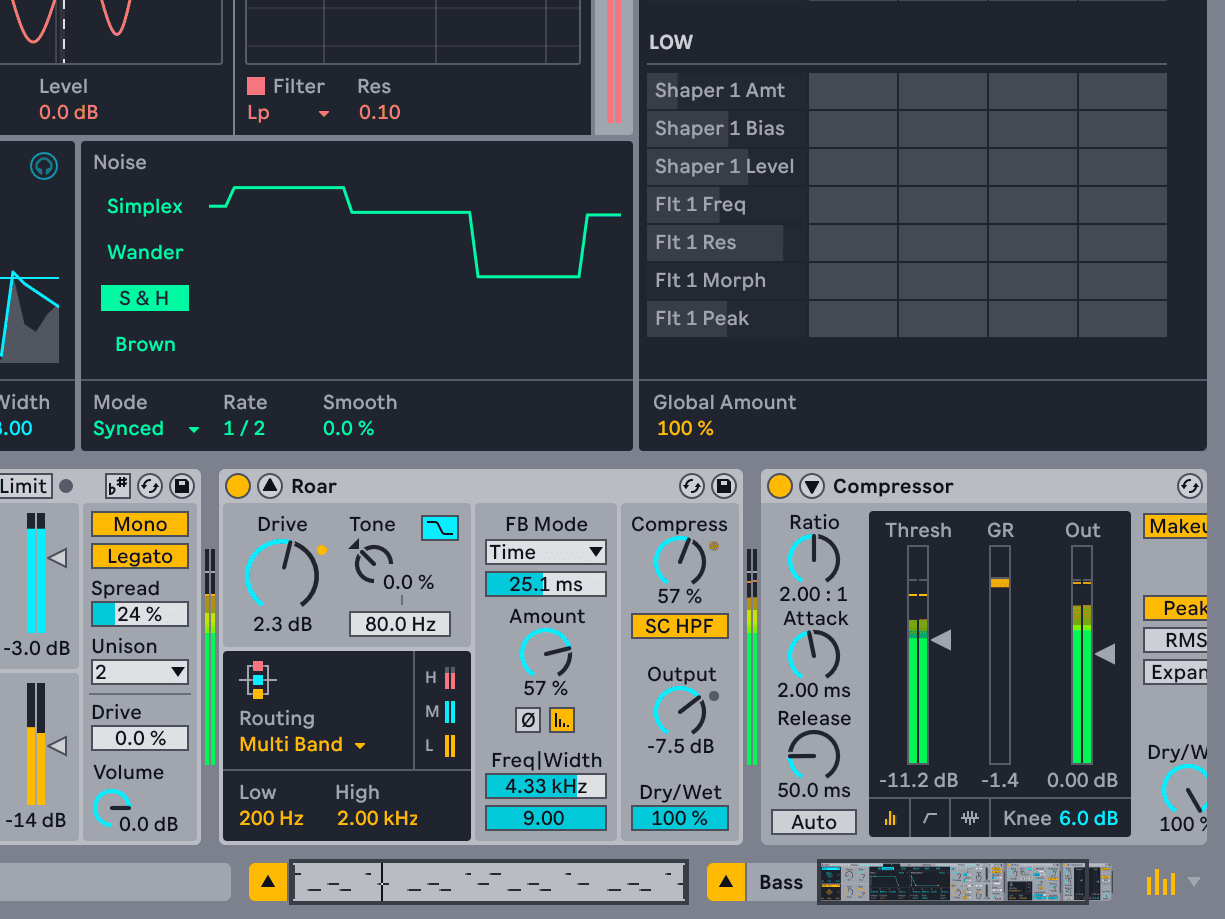 Level
0.0 dB
Filter
Res
Lp
0.10
LOW
Shaper 1 Amt
Shaper 1 Bias
Shaper 1 Level
Flt 1 Freq
Flt 1 Res
Flt 1 Morph
Flt 1 Peak
Global Amount
100 %
Noise
Simplex
Wander
S & H
Brown
Mode
Synced
Rate
1 / 2
Smooth
0.0 %
Limit
♭#
Mono
Legato
Spread
24 %
Unison
2
Drive
0.0 %
Volume
0.0 dB
-3.0 dB
-14 dB
Roar
Drive
2.3 dB
Tone
0.0 %
80.0 Hz
Routing
Multi Band
H
M
L
Low
200 Hz
High
2.00 kHz
FB Mode
Time
25.1 ms
Amount
57 %
Ø
Freq|Width
4.33 kHz
9.00
Compress
57 %
SC HPF
Output
-7.5 dB
Dry/Wet
100 %
Compressor
Ratio
2.00 : 1
Attack
2.00 ms
Release
50.0 ms
Auto
Thresh
GR
Out
-11.2 dB
-1.4
0.00 dB
Knee 6.0 dB
Peak
RMS
100 %
Bass